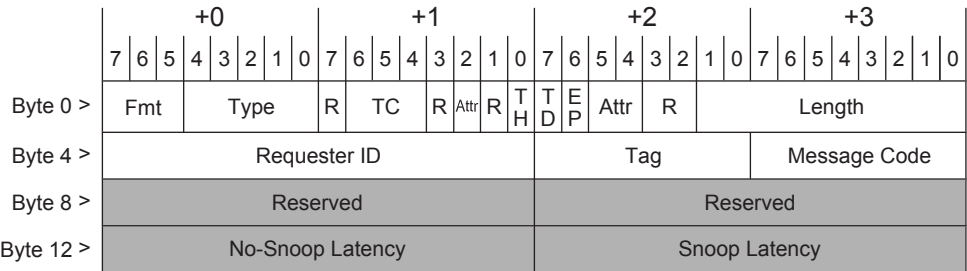 +0 +1 +2 +3
7 6 5 4 3 2 1 0 7 6 5 4 3 2 1 0 7 6 5 4 3 2 1 0 7 6 5 4 3 2 1 0
Byte 0 > Fmt Type R TC R Attr R TH TD EP Attr R Length
Byte 4 > Requester ID Tag Message Code
Byte 8 > Reserved Reserved
Byte 12 > No-Snoop Latency Snoop Latency